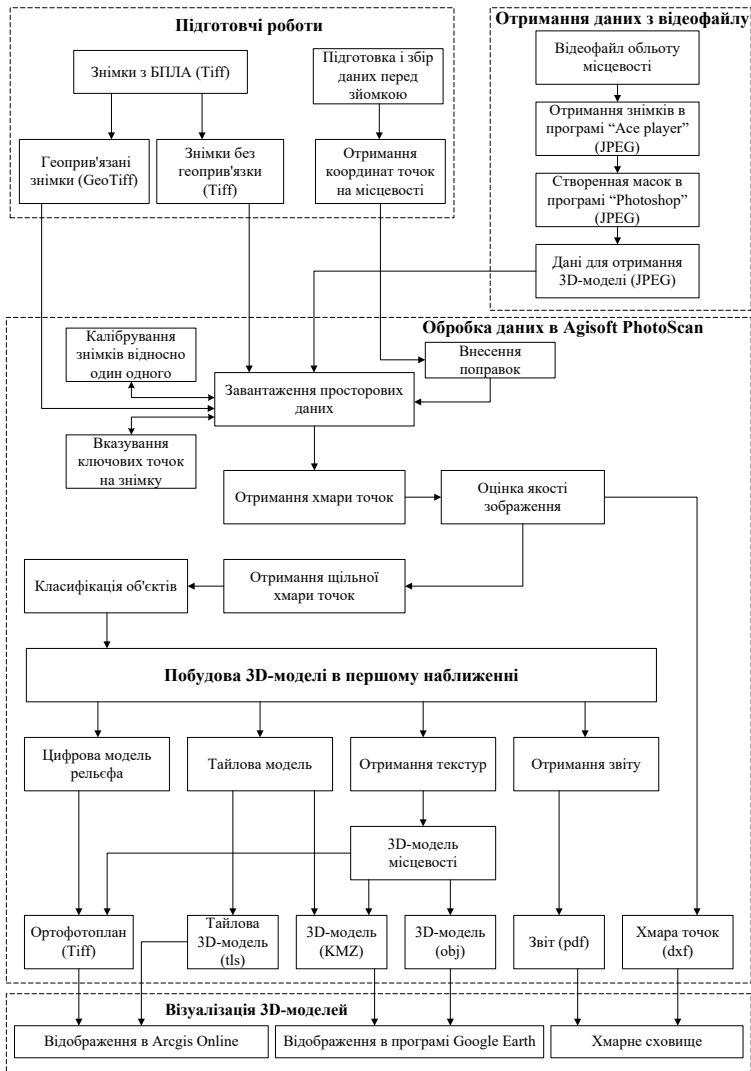 Підготовчі роботи
Знімки з БПЛА (Tiff)
Підготовка і збір
даних перед
зйомкою
Геоприв'язані
знімки (GeoTiff)
Знімки без
геоприв'язки
(Tiff)
Отримання
координат точок
на місцевості
Отримання даних з відеофайлу
Відеофайл обльоту
місцевості
Отримання знімків в
програмі “Ace player”
(JPEG)
Створенная масок в
програмі “Photoshop”
(JPEG)
Дані для отримання
3D-моделі (JPEG)
Обробка даних в Agisoft PhotoScan
Калібрування
знімків відносно
один одного
Внесення
поправок
Завантаження просторових
даних
Вказування
ключових точок
на знімку
Отримання хмари точок
Оцінка якості
зображення
Класифікація об'єктів
Отримання щільної
хмари точок
Побудова 3D-моделі в першому наближенні
Цифрова модель
рельєфа
Тайлова модель
Отримання текстур
Отримання звіту
3D-модель
місцевості
Ортофотоплан
(Tiff)
Тайлова
3D-модель
(tls)
3D-модель
(KMZ)
3D-модель
(obj)
Звіт (pdf)
Хмара точок
(dxf)
Візуалізація 3D-моделей
Відображення в Arcgis Online
Відображення в програмі Google Earth
Хмарне сховище